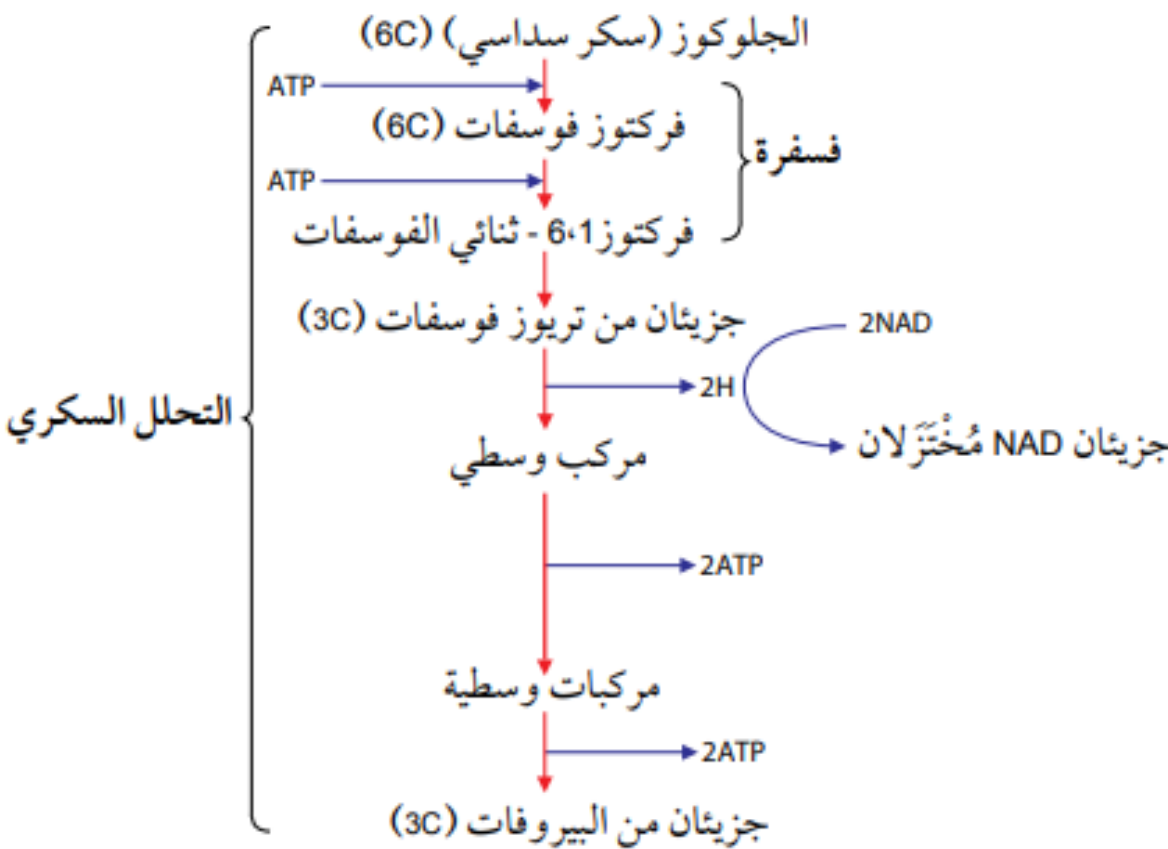 الجلوكوز (سكر سداسي) (6C)
ATP
فركتوز فوسفات (6C)
فسفرة
ATP
فركتوز6،1 - ثنائي الفوسفات
جزيئان من تريوز فوسفات (3C)
2NAD
2H
التحلل السكري
جزيئان NAD مُخْتَزَلان
مركب وسطي
2ATP
مركبات وسطية
2ATP
جزيئان من البيروفات (3C)